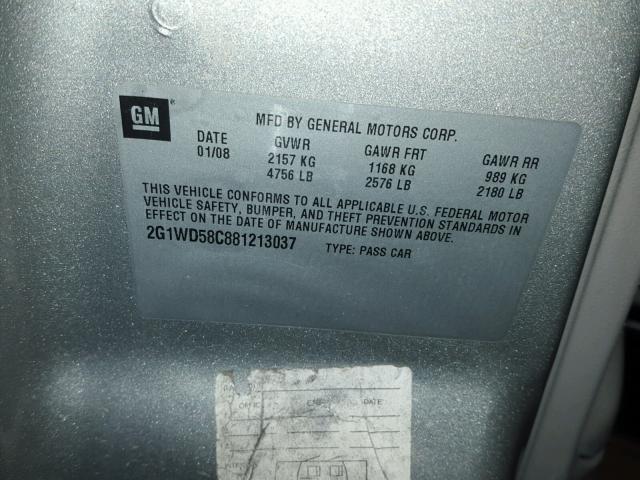 GM
MFD BY GENERAL MOTORS CORP.
DATE GVWR GAWR FRT GAWR RR
01/08 2157 KG 1168 KG 989 KG
4756 LB 2576 LB 2180 LB
THIS VEHICLE CONFORMS TO ALL APPLICABLE U.S. FEDERAL MOTOR
VEHICLE SAFETY, BUMPER, AND THEFT PREVENTION STANDARDS IN
EFFECT ON THE DATE OF MANUFACTURE SHOWN ABOVE.
2G1WD58C881213037 TYPE: PASS CAR
DATE